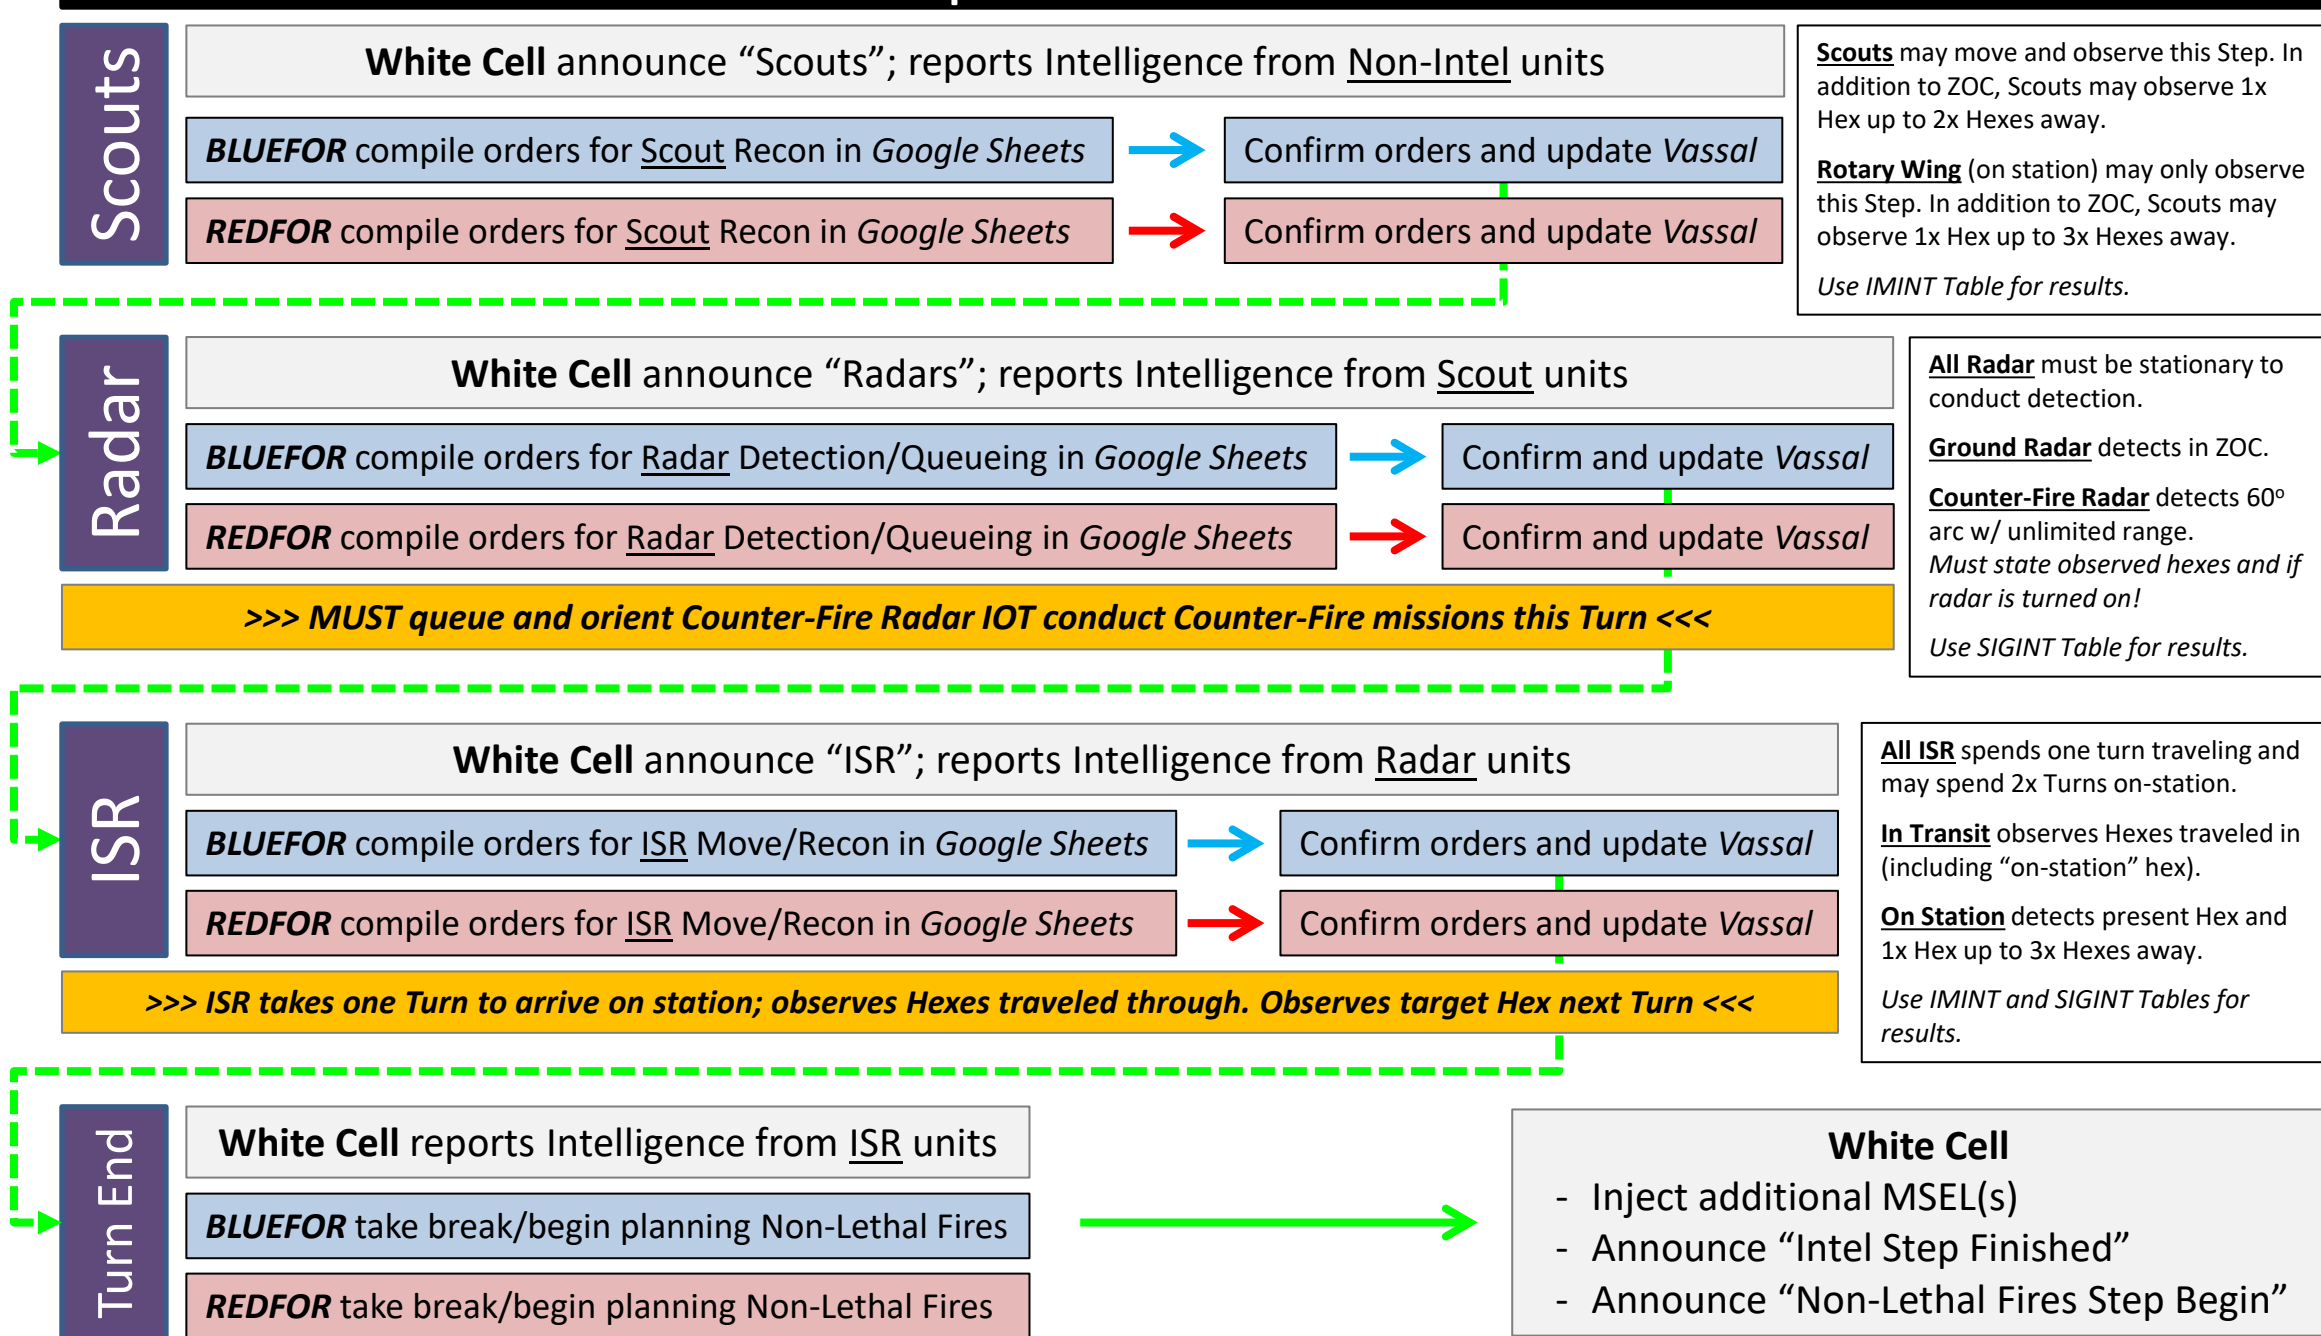 Scouts
White Cell announce “Scouts”; reports Intelligence from Non-Intel units
BLUEFOR compile orders for Scout Recon in Google Sheets
Confirm orders and update Vassal
REDFOR compile orders for Scout Recon in Google Sheets
Confirm orders and update Vassal
Scouts may move and observe this Step. In
addition to ZOC, Scouts may observe 1x
Hex up to 2x Hexes away.
Rotary Wing (on station) may only observe
this Step. In addition to ZOC, Scouts may
observe 1x Hex up to 3x Hexes away.
Use IMINT Table for results.
Radar
White Cell announce “Radars”; reports Intelligence from Scout units
BLUEFOR compile orders for Radar Detection/Queueing in Google Sheets
Confirm and update Vassal
REDFOR compile orders for Radar Detection/Queueing in Google Sheets
Confirm and update Vassal
>>> MUST queue and orient Counter-Fire Radar IOT conduct Counter-Fire missions this Turn <<<
All Radar must be stationary to
conduct detection.
Ground Radar detects in ZOC.
Counter-Fire Radar detects 60º
arc w/ unlimited range.
Must state observed hexes and if
radar is turned on!
Use SIGINT Table for results.
ISR
White Cell announce “ISR”; reports Intelligence from Radar units
BLUEFOR compile orders for ISR Move/Recon in Google Sheets
Confirm orders and update Vassal
REDFOR compile orders for ISR Move/Recon in Google Sheets
Confirm orders and update Vassal
>>> ISR takes one Turn to arrive on station; observes Hexes traveled through. Observes target Hex next Turn <<<
All ISR spends one turn traveling and
may spend 2x Turns on-station.
In Transit observes Hexes traveled in
(including “on-station” hex).
On Station detects present Hex and
1x Hex up to 3x Hexes away.
Use IMINT and SIGINT Tables for
results.
Turn End
White Cell reports Intelligence from ISR units
BLUEFOR take break/begin planning Non-Lethal Fires
REDFOR take break/begin planning Non-Lethal Fires
White Cell
- Inject additional MSEL(s)
- Announce “Intel Step Finished”
- Announce “Non-Lethal Fires Step Begin”